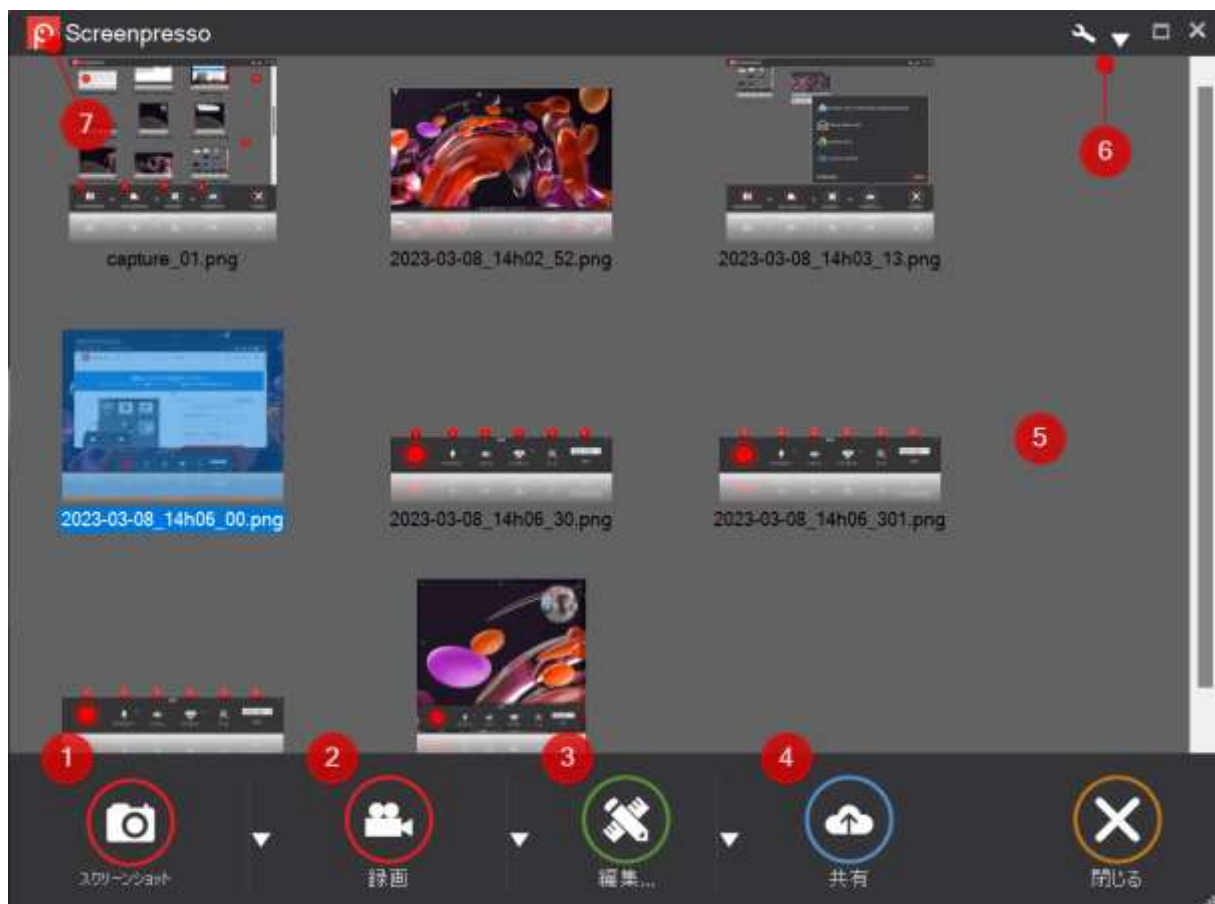 Screenpresso
7
6
capture_01.png
2023-03-08_14h02_52.png
2023-03-08_14h03_13.png
5
2023-03-08_14h06_00.png
2023-03-08_14h06_30.png
2023-03-08_14h06_301.png
1
2
3
4
スクリーンショット
録画
編集...
共有
閉じる